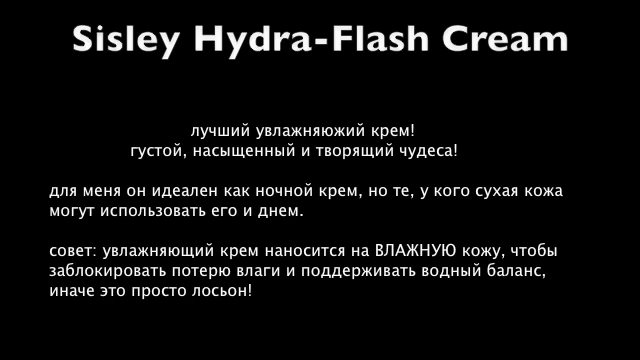 Sisley Hydra-Flash Cream
лучший увлажняюжий крем!
густой, насыщенный и творящий чудеса!
для меня он идеален как ночной крем, но те, у кого сухая кожа
могут использовать его и днем.
совет: увлажняющий крем наносится на ВЛАЖНУЮ кожу, чтобы
заблокировать потерю влаги и поддерживать водный баланс,
иначе это просто лосьон!